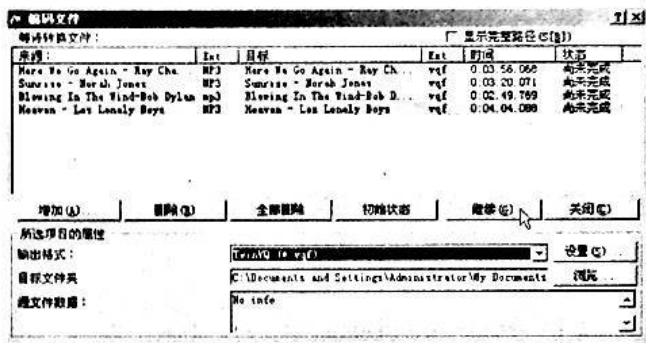 编码文件
等待转换文件：
显示完整路径(S[B])
来源： Ext 目标 Ext 时间 状态
Here We Go Again - Ray Cha... MP3 Here We Go Again - Ray Ch... vqf 0:03:56.068 尚未完成
Sunrise - Norah Jones MP3 Sunrise - Norah Jones vqf 0:03:20.071 尚未完成
Blowing In The Wind-Bob Dylan mp3 Blowing In The Wind-Bob D... vqf 0:02:49.769 尚未完成
Heaven - Los Lonely Boys MP3 Heaven - Los Lonely Boys vqf 0:04:04.088 尚未完成
增加(A) 删除(R) 全部删除 初始状态 继续(G) 关闭(C)
所选项目的属性
输出格式： TwinVQ (*.vqf) 设置(S)...
目标文件夹 C:\Documents and Settings\Administrator\My Documents 浏览...
源文件数据： No info